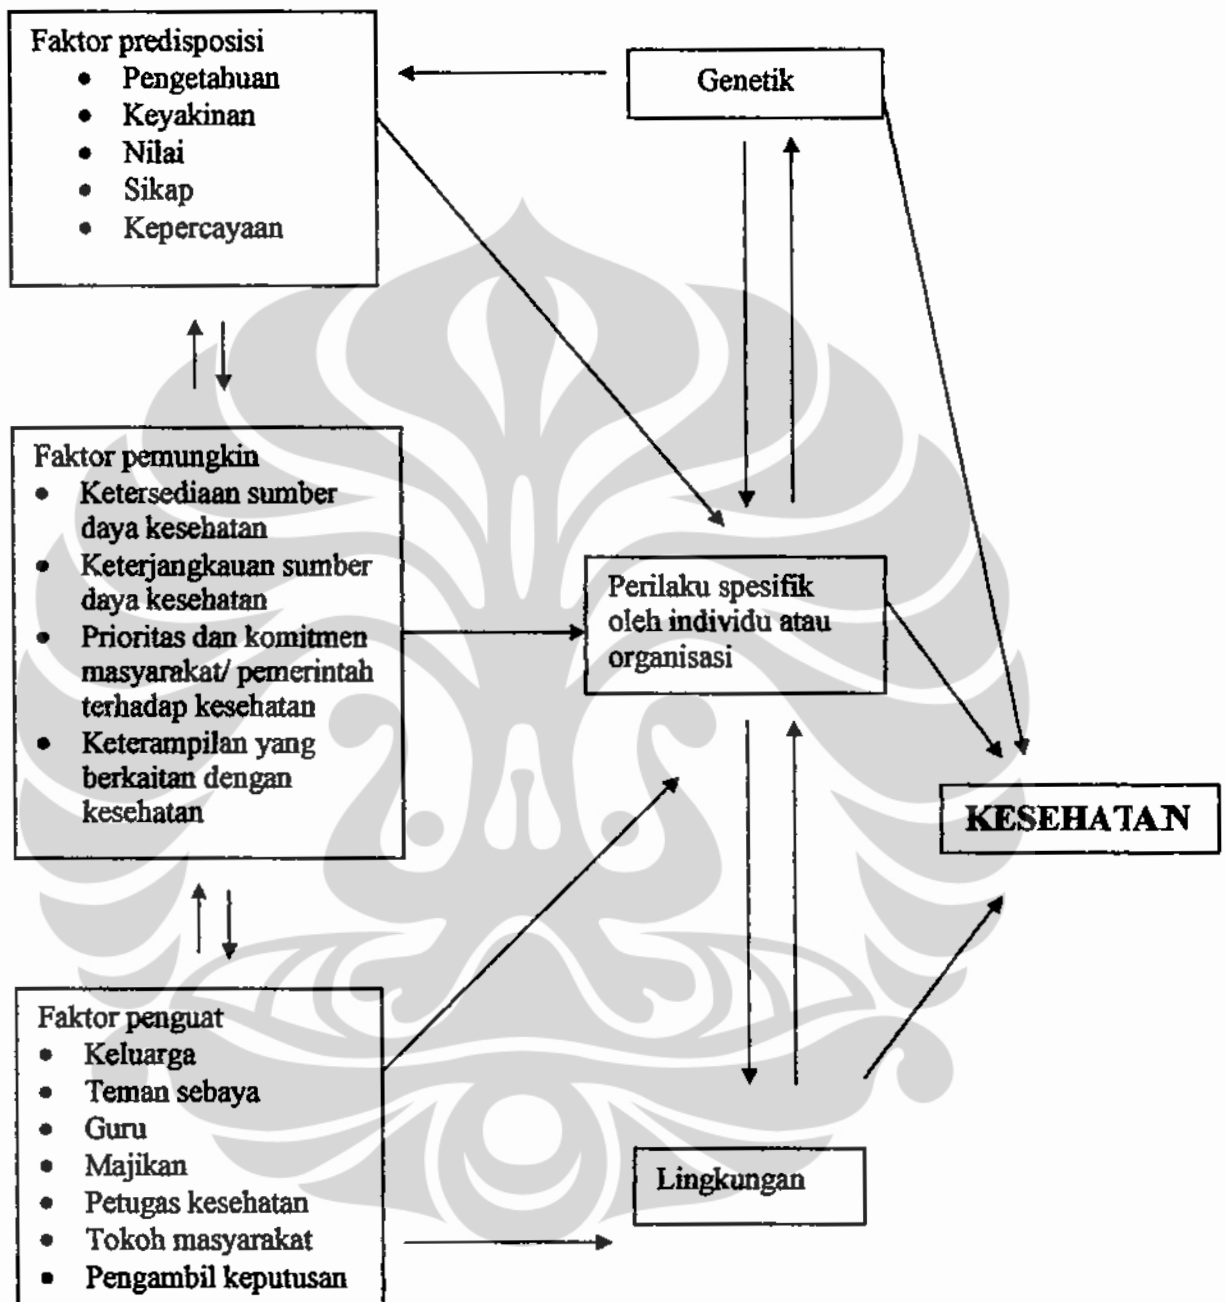 Faktor predisposisi
• Pengetahuan
• Keyakinan
• Nilai
• Sikap
• Kepercayaan
Genetik
Faktor pemungkin
• Ketersediaan sumber
daya kesehatan
• Keterjangkauan sumber
daya kesehatan
• Prioritas dan komitmen
masyarakat/ pemerintah
terhadap kesehatan
• Keterampilan yang
berkaitan dengan
kesehatan
Perilaku spesifik
oleh individu atau
organisasi
KESEHATAN
Faktor penguat
• Keluarga
• Teman sebaya
• Guru
• Majikan
• Petugas kesehatan
• Tokoh masyarakat
• Pengambil keputusan
Lingkungan